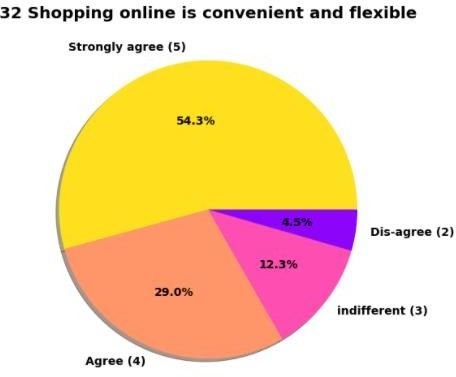 32 Shopping online is convenient and flexible
Strongly agree (5)
54.3%
4.5%
Dis-agree (2)
12.3%
29.0%
indifferent (3)
Agree (4)